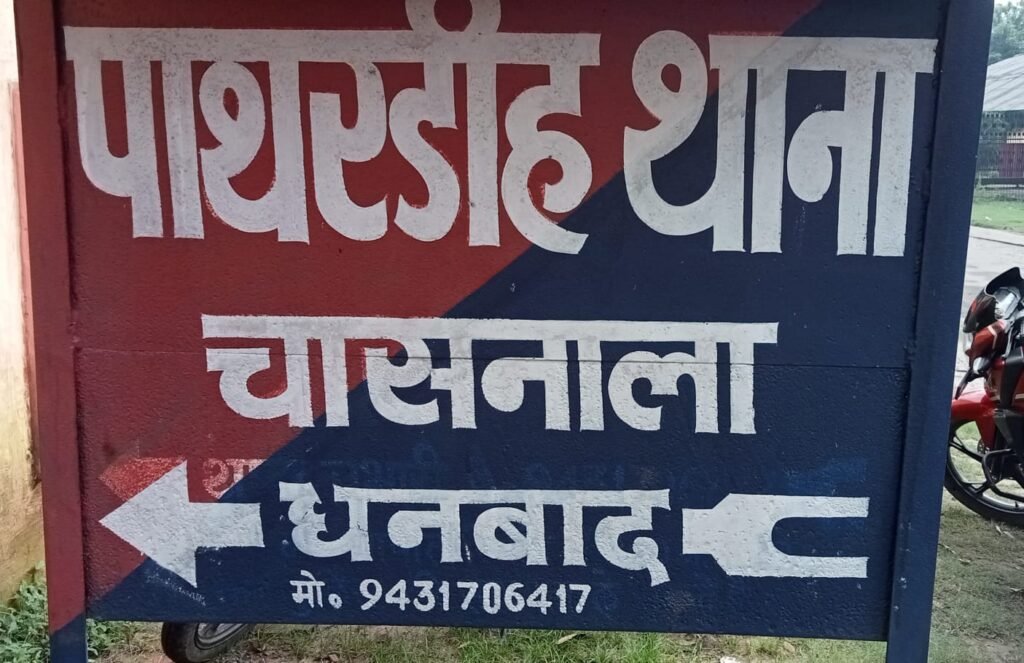 पाथरडीह थाना
चासनाला
धनबाद
मो० 9431706417